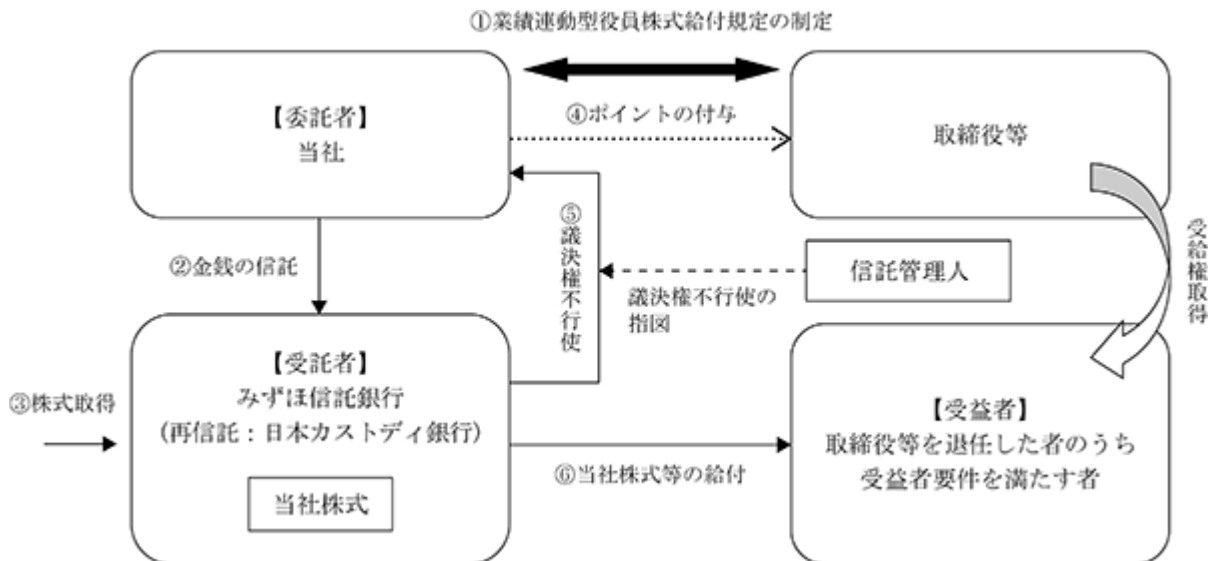 ①業績連動型役員株式給付規定の制定
【委託者】
当社
④ポイントの付与
取締役等
②金銭の信託
⑤議決権不行使
議決権不行使の
指図
信託管理人
受給権取得
③株式取得
【受託者】
みずほ信託銀行
(再信託：日本カストディ銀行)
当社株式
⑥当社株式等の給付
【受益者】
取締役等を退任した者のうち
受益者要件を満たす者